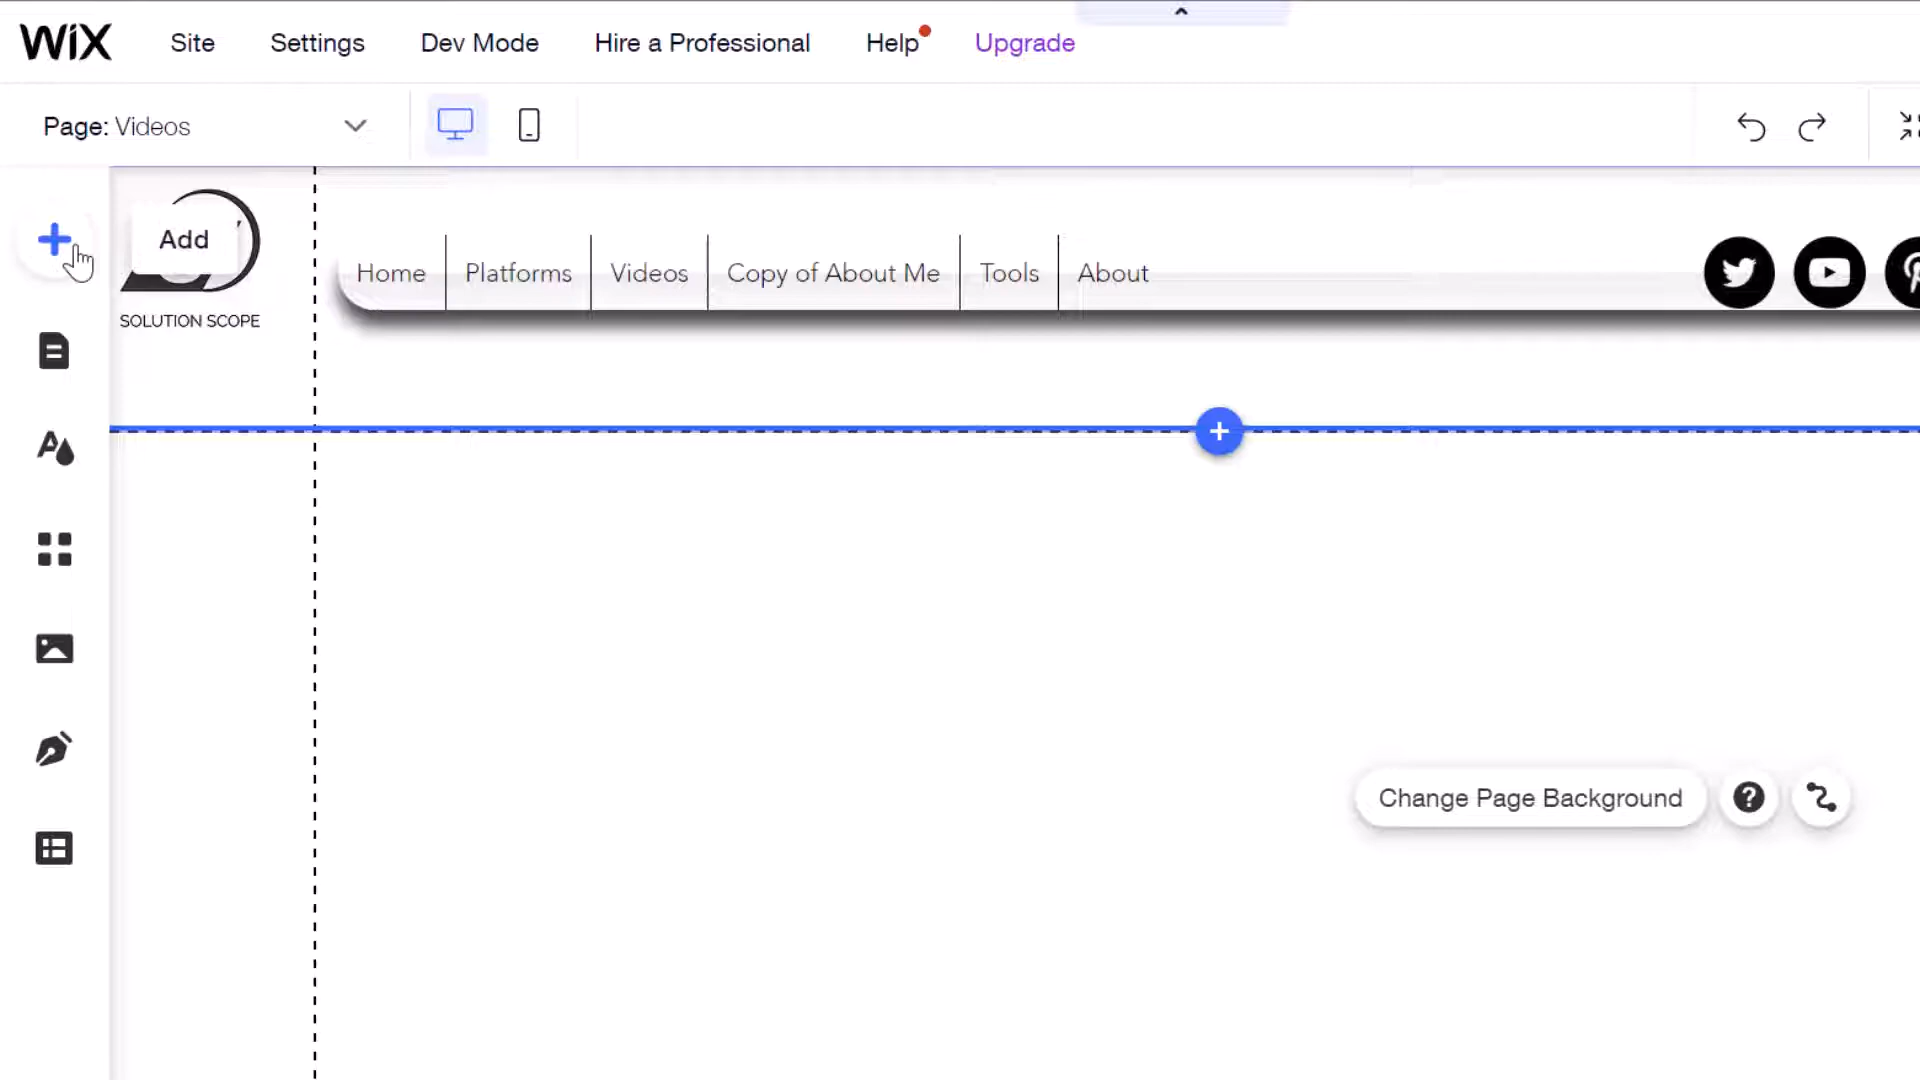 WIX Site Settings Dev Mode Hire a Professional Help Upgrade
Page: Videos
Add
SOLUTION SCOPE
Home Platforms Videos Copy of About Me Tools About
Change Page Background